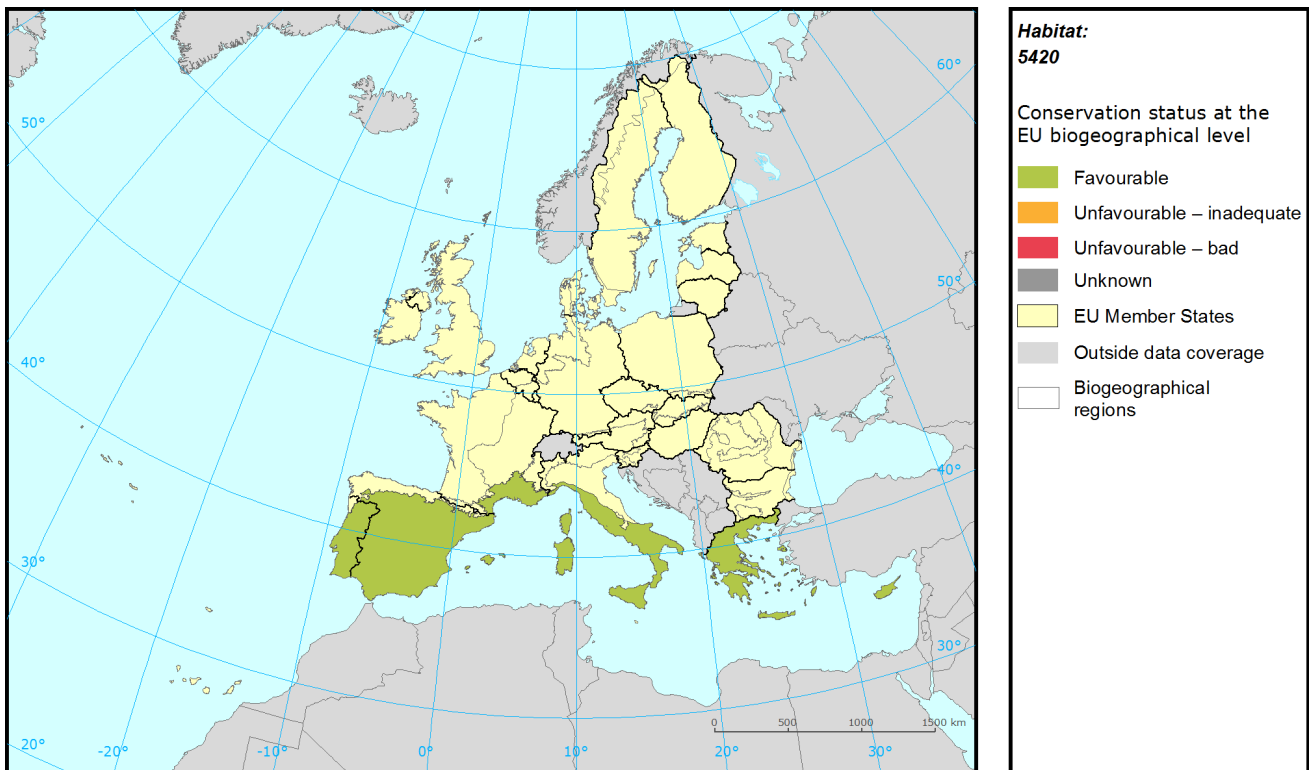 Habitat:
5420
Conservation status at the
EU biogeographical level
Favourable
Unfavourable – inadequate
Unfavourable – bad
Unknown
EU Member States
Outside data coverage
Biogeographical
regions
60°
50°
50°
40°
40°
30°
30°
20°
-20°
-10°
0°
10°
20°
30°
0 500 1000 1500 km